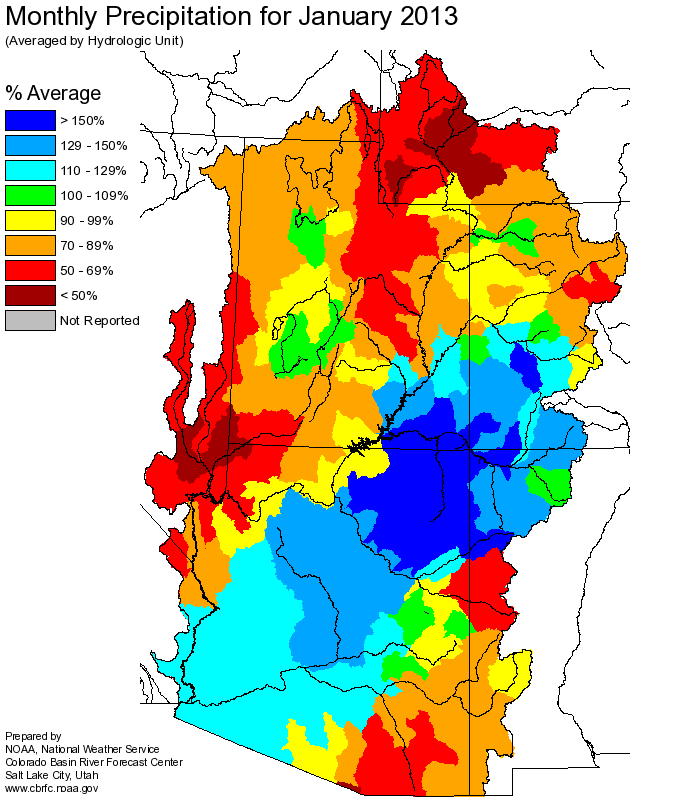 Monthly Precipitation for January 2013
(Averaged by Hydrologic Unit)
% Average
> 150%
129 - 150%
110 - 129%
100 - 109%
90 - 99%
70 - 89%
50 - 69%
< 50%
Not Reported
Prepared by
NOAA, National Weather Service
Colorado Basin River Forecast Center
Salt Lake City, Utah
www.cbrfc.noaa.gov